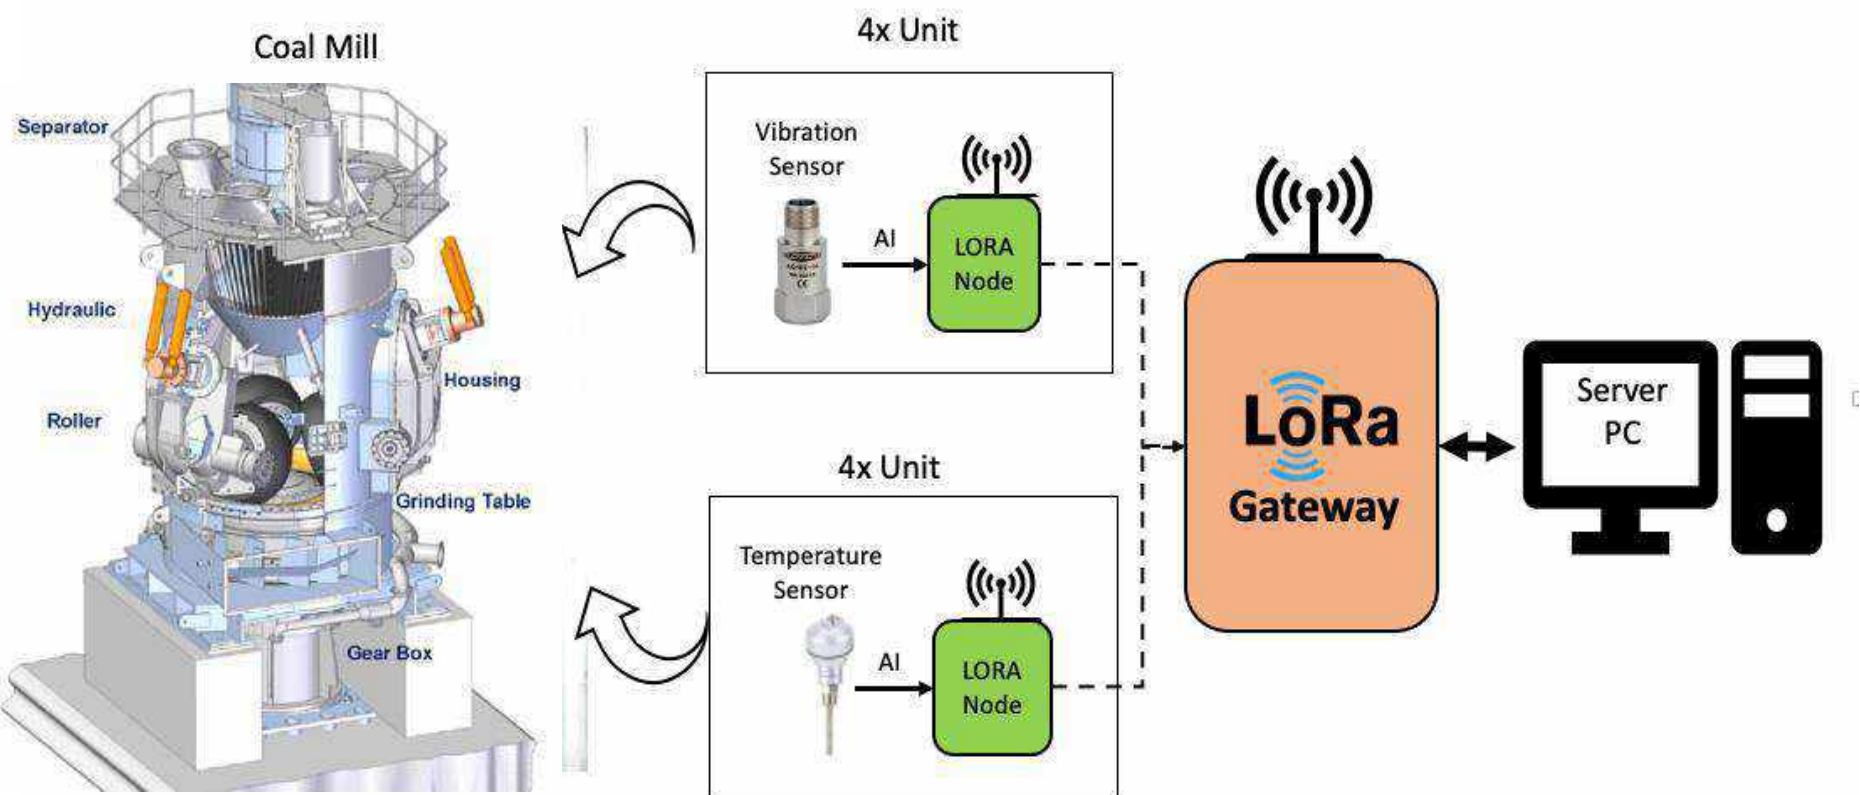 Coal Mill
Separator
Hydraulic
Roller
Housing
Grinding Table
Gear Box
4x Unit
Vibration
Sensor
AI
LORA
Node
4x Unit
Temperature
Sensor
AI
LORA
Node
LoRa
Gateway
Server
PC